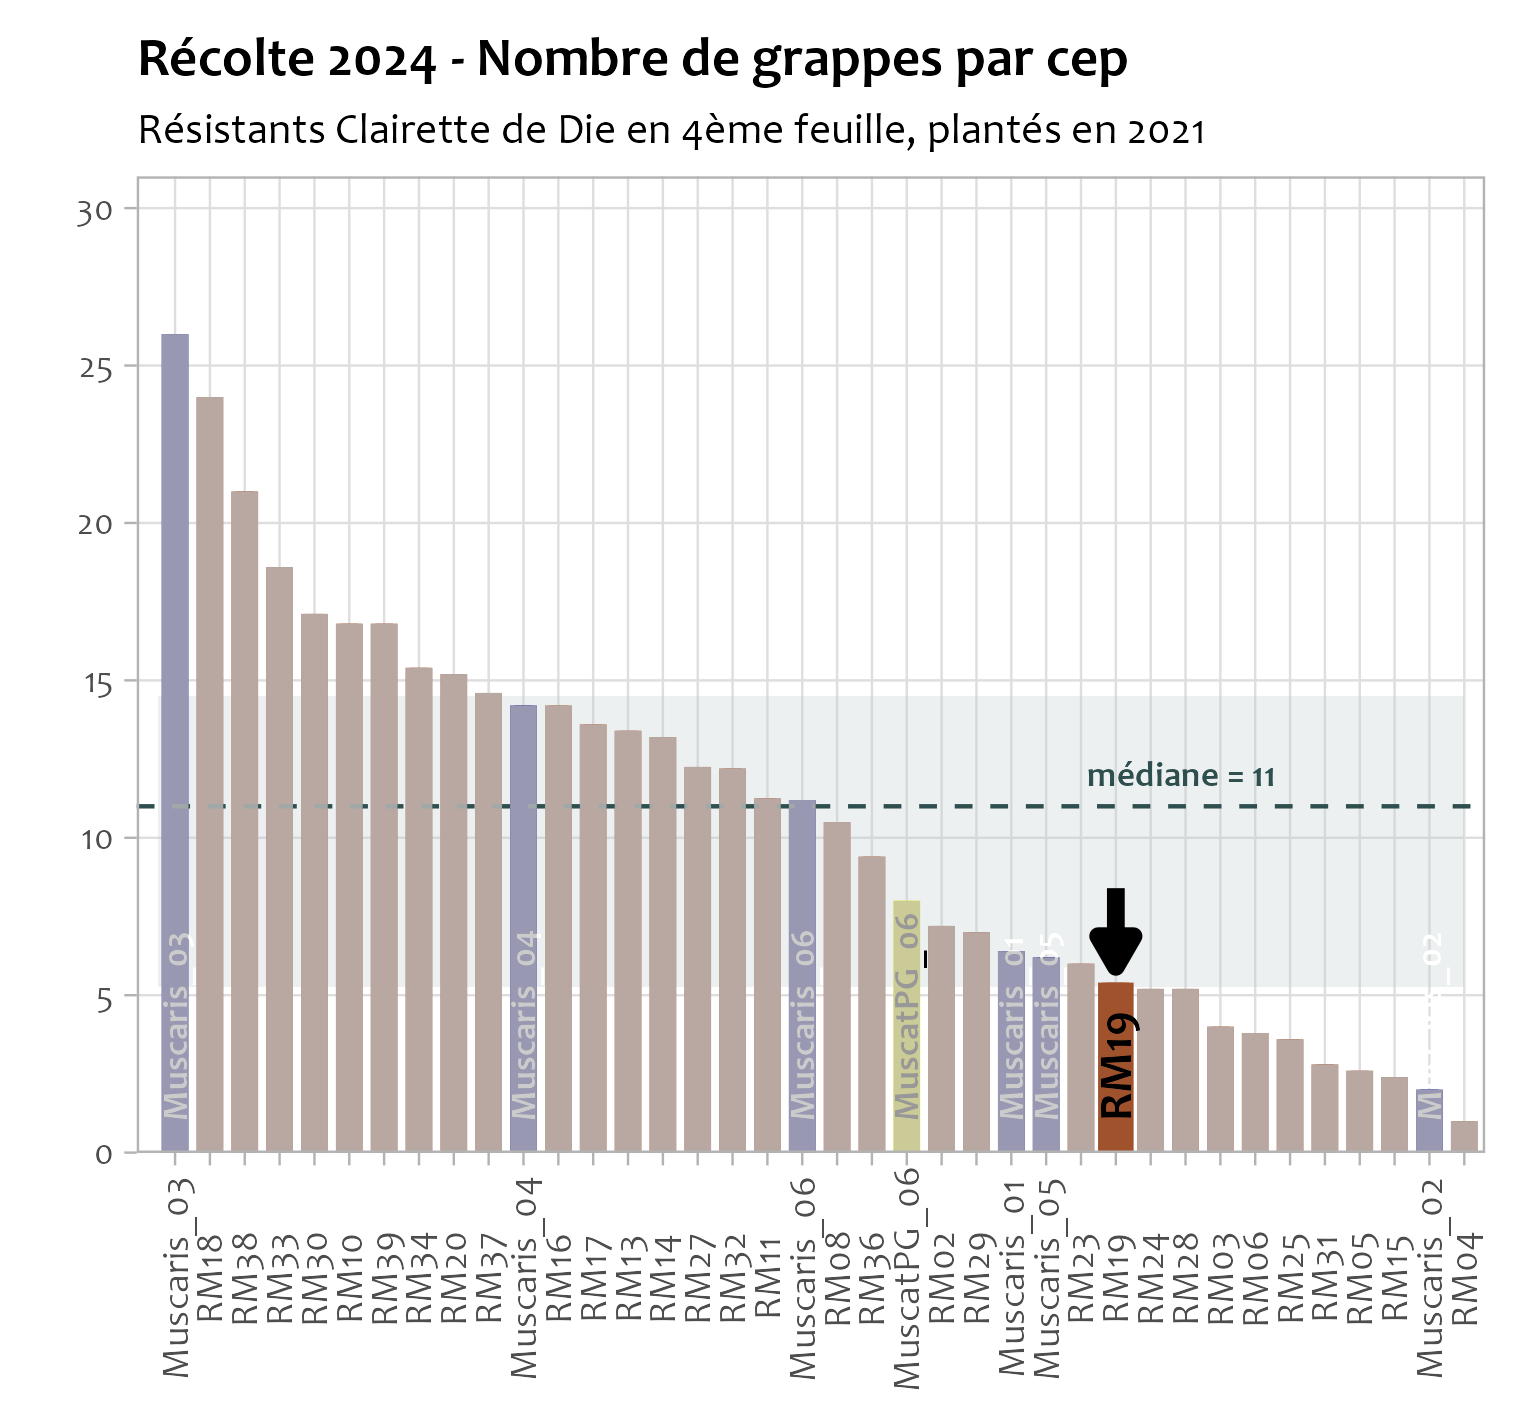 Récolte 2024 - Nombre de grappes par cep
Résistants Clairette de Die en 4ème feuille, plantés en 2021
30
25
20
15
10
5
0
médiane = 11
Muscaris_03
Muscaris_04
Muscaris_06
MuscatPG_06
Muscaris_01
Muscaris_05
RM19
Muscaris_03
RM18
RM38
RM33
RM30
RM10
RM39
RM34
RM20
RM37
Muscaris_04
RM16
RM17
RM13
RM14
RM27
RM32
RM11
Muscaris_06
RM08
RM36
MuscatPG_06
RM02
RM29
Muscaris_01
Muscaris_05
RM23
RM19
RM24
RM28
RM03
RM06
RM25
RM31
RM05
RM15
Muscaris_02
RM04